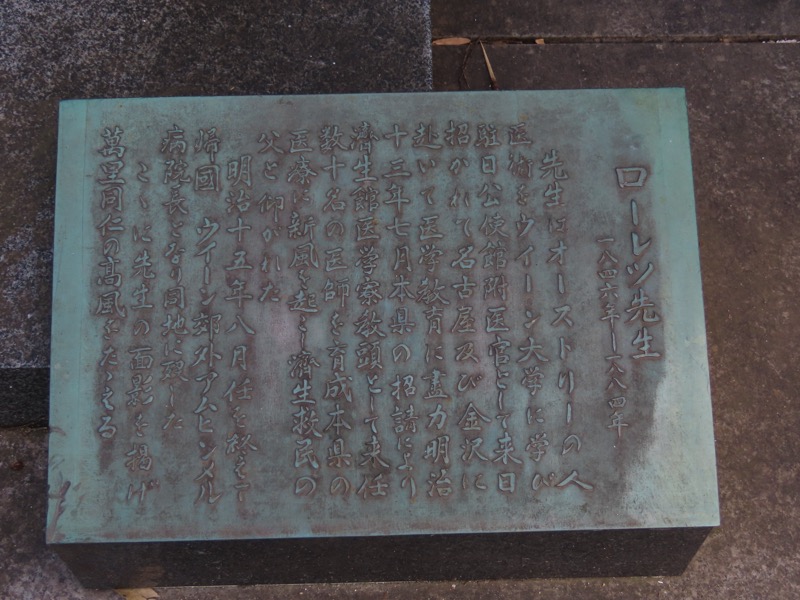 ローレツ先生
一八四六年―一八八四年
先生はオーストリーの人
医術をウイーン大学に学び
駐日公使館附医官として来日
招かれて名古屋及び金沢に
赴いて医学教育に盡力明治
十三年七月本県の招請により
濟生館医学寮教頭として来任
数十名の医師を育成本県の
医療に新風を起こし濟生救民の
父と仰がれた
明治十五年八月任を終えて
帰國 ウイーン郊外アムヒンメル
病院長となり同地に歿した
こゝに先生の面影を掲げ
萬里同仁の高風をたゝえる